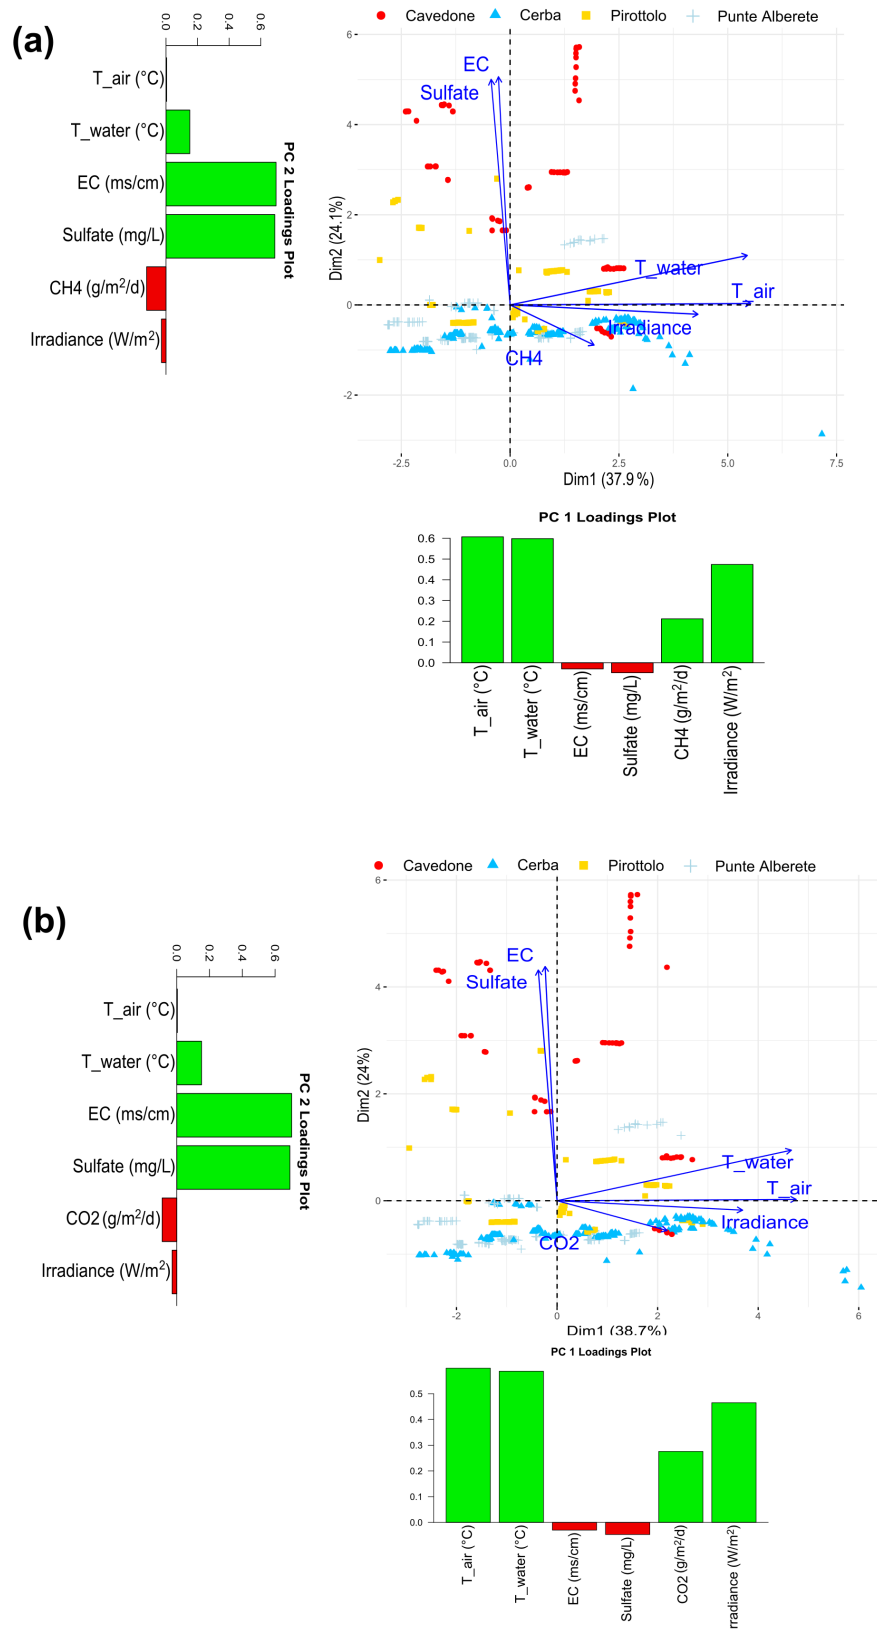 (a)
Cavedone Cerba Pirottolo Punte Alberete
0.0 0.2 0.4 0.6
T_air (°C)
T_water (°C)
EC (ms/cm)
Sulfate (mg/L)
CH4 (g/m2/d)
Irradiance (W/m2)
PC 2 Loadings Plot
Dim2 (24.1%)
6
4
2
0
-2
EC
Sulfate
T_water
T_air
Irradiance
CH4
-2.5 0.0 2.5 5.0 7.5
Dim1 (37.9%)
PC 1 Loadings Plot
0.6
0.5
0.4
0.3
0.2
0.1
0.0
T_air (°C)
T_water (°C)
EC (ms/cm)
Sulfate (mg/L)
CH4 (g/m2/d)
Irradiance (W/m2)
(b)
Cavedone Cerba Pirottolo Punte Alberete
0.0 0.2 0.4 0.6
T_air (°C)
T_water (°C)
EC (ms/cm)
Sulfate (mg/L)
CO2 (g/m2/d)
Irradiance (W/m2)
PC 2 Loadings Plot
Dim2 (24%)
6
4
2
0
EC
Sulfate
T_water
T_air
Irradiance
CO2
-2 0 2 4 6
Dim1 (38.7%)
PC 1 Loadings Plot
0.5
0.4
0.3
0.2
0.1
0.0
T_air (°C)
T_water (°C)
EC (ms/cm)
Sulfate (mg/L)
CO2 (g/m2/d)
rradiance (W/m2)